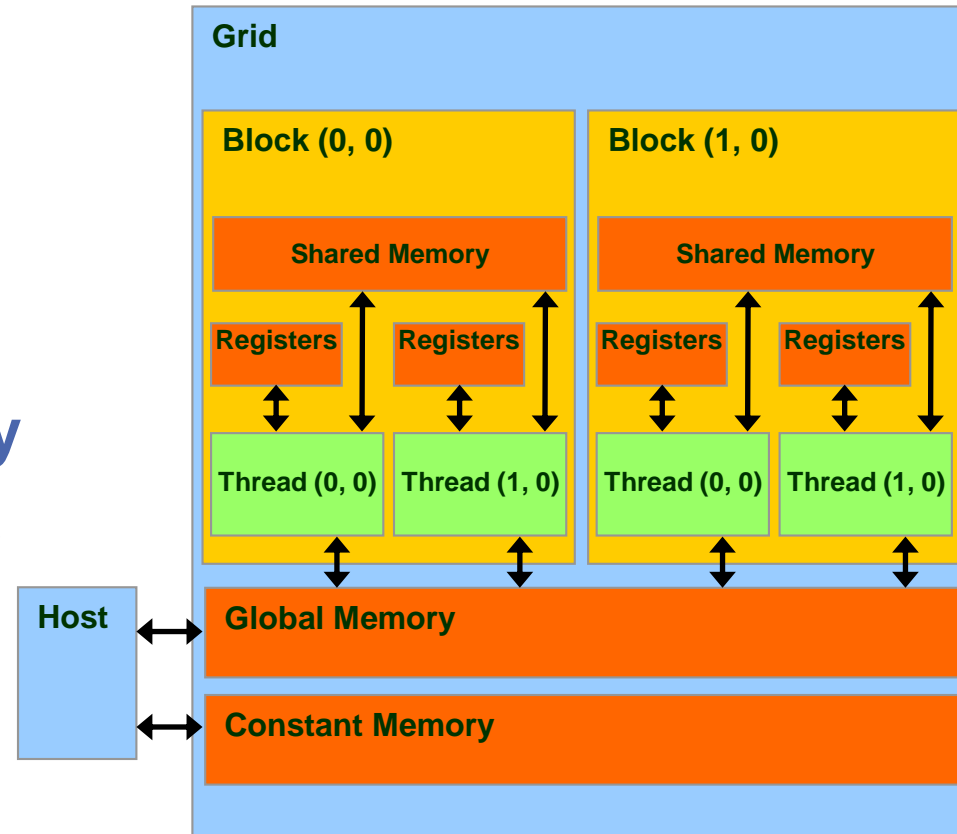 Grid
Block (0, 0)
Block (1, 0)
Shared Memory
Shared Memory
Registers
Registers
Registers
Registers
y
Thread (0, 0)
Thread (1, 0)
Thread (0, 0)
Thread (1, 0)
Host
Global Memory
Constant Memory